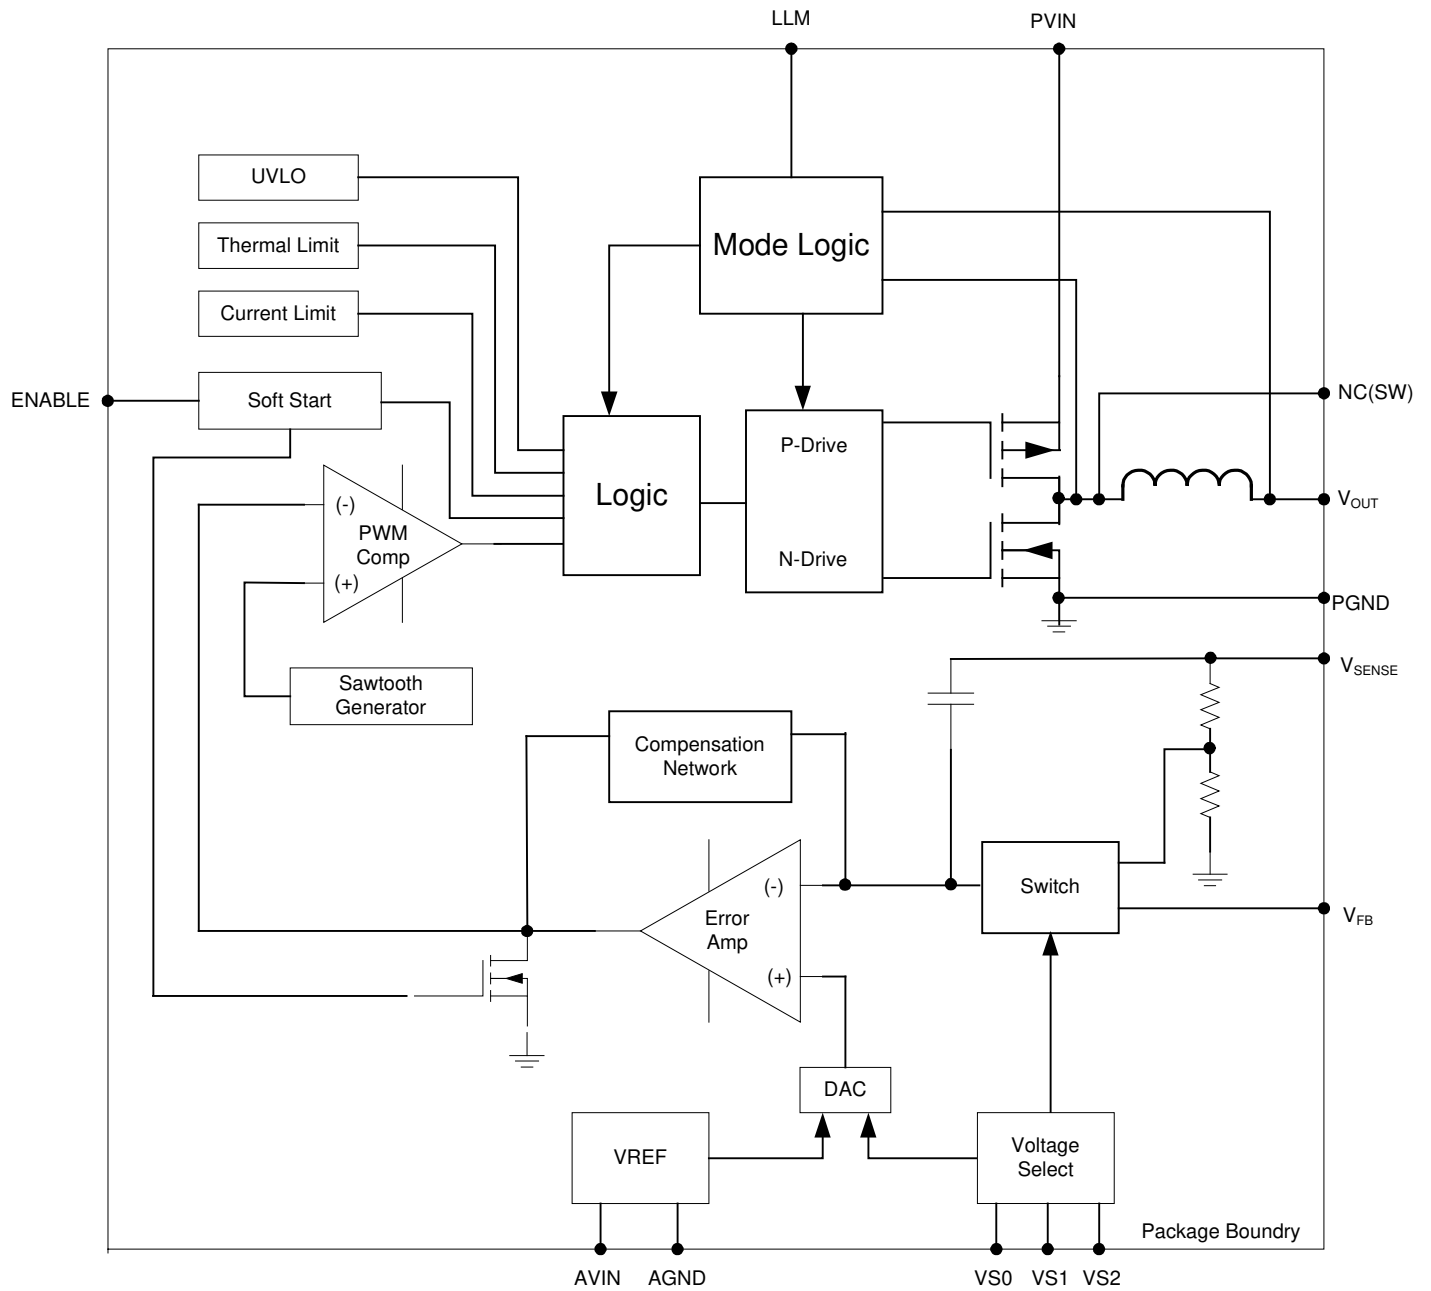 LLM
PVIN
UVLO
Thermal Limit
Mode Logic
Current Limit
ENABLE
Soft Start
NC(SW)
P-Drive
Logic
(-)
PWM
Comp
(+)
N-Drive
VOUT
PGND
VSENSE
Sawtooth
Generator
Compensation
Network
(-)
Error
Amp
(+)
Switch
VFB
DAC
VREF
Voltage
Select
Package Boundry
AVIN
AGND
VS0
VS1
VS2